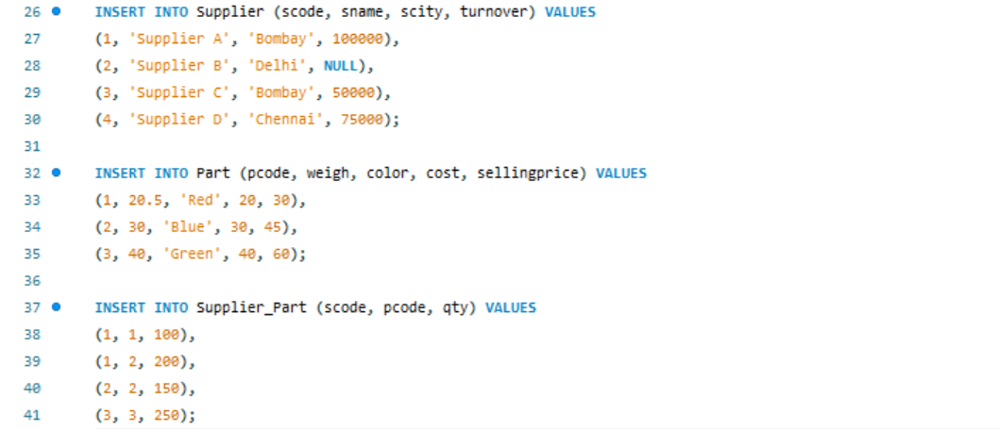 26 INSERT INTO Supplier (scode, sname, scity, turnover) VALUES
27 (1, 'Supplier A', 'Bombay', 100000),
28 (2, 'Supplier B', 'Delhi', NULL),
29 (3, 'Supplier C', 'Bombay', 50000),
30 (4, 'Supplier D', 'Chennai', 75000);
31
32 INSERT INTO Part (pcode, weigh, color, cost, sellingprice) VALUES
33 (1, 20.5, 'Red', 20, 30),
34 (2, 30, 'Blue', 30, 45),
35 (3, 40, 'Green', 40, 60);
36
37 INSERT INTO Supplier_Part (scode, pcode, qty) VALUES
38 (1, 1, 100),
39 (1, 2, 200),
40 (2, 2, 150),
41 (3, 3, 250);